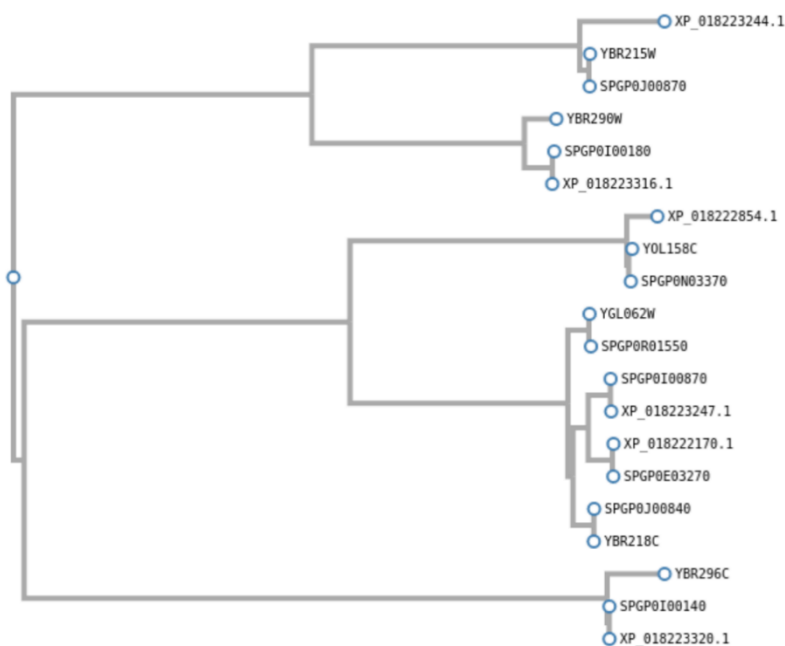 XP_018223244.1
YBR215W
SPGP0J00870
YBR290W
SPGP0I00180
XP_018223316.1
XP_018222854.1
YOL158C
SPGP0N03370
YGL062W
SPGP0R01550
SPGP0I00870
XP_018223247.1
XP_018222170.1
SPGP0E03270
SPGP0J00840
YBR218C
YBR296C
SPGP0I00140
XP_018223320.1